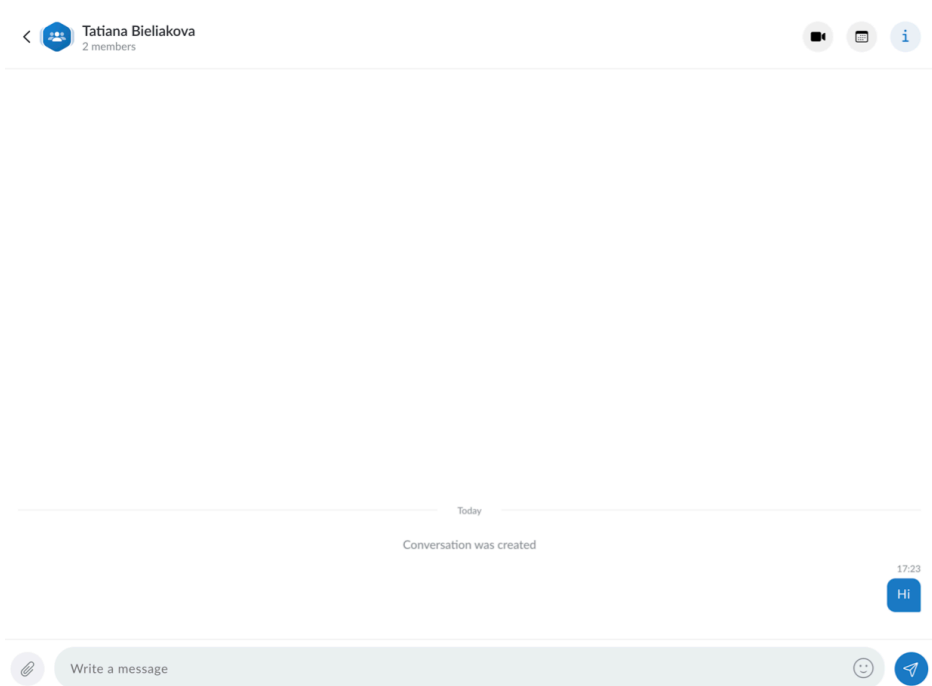 Tatiana Bieliakova
2 members
Today
Conversation was created
17:23
Hi
Write a message